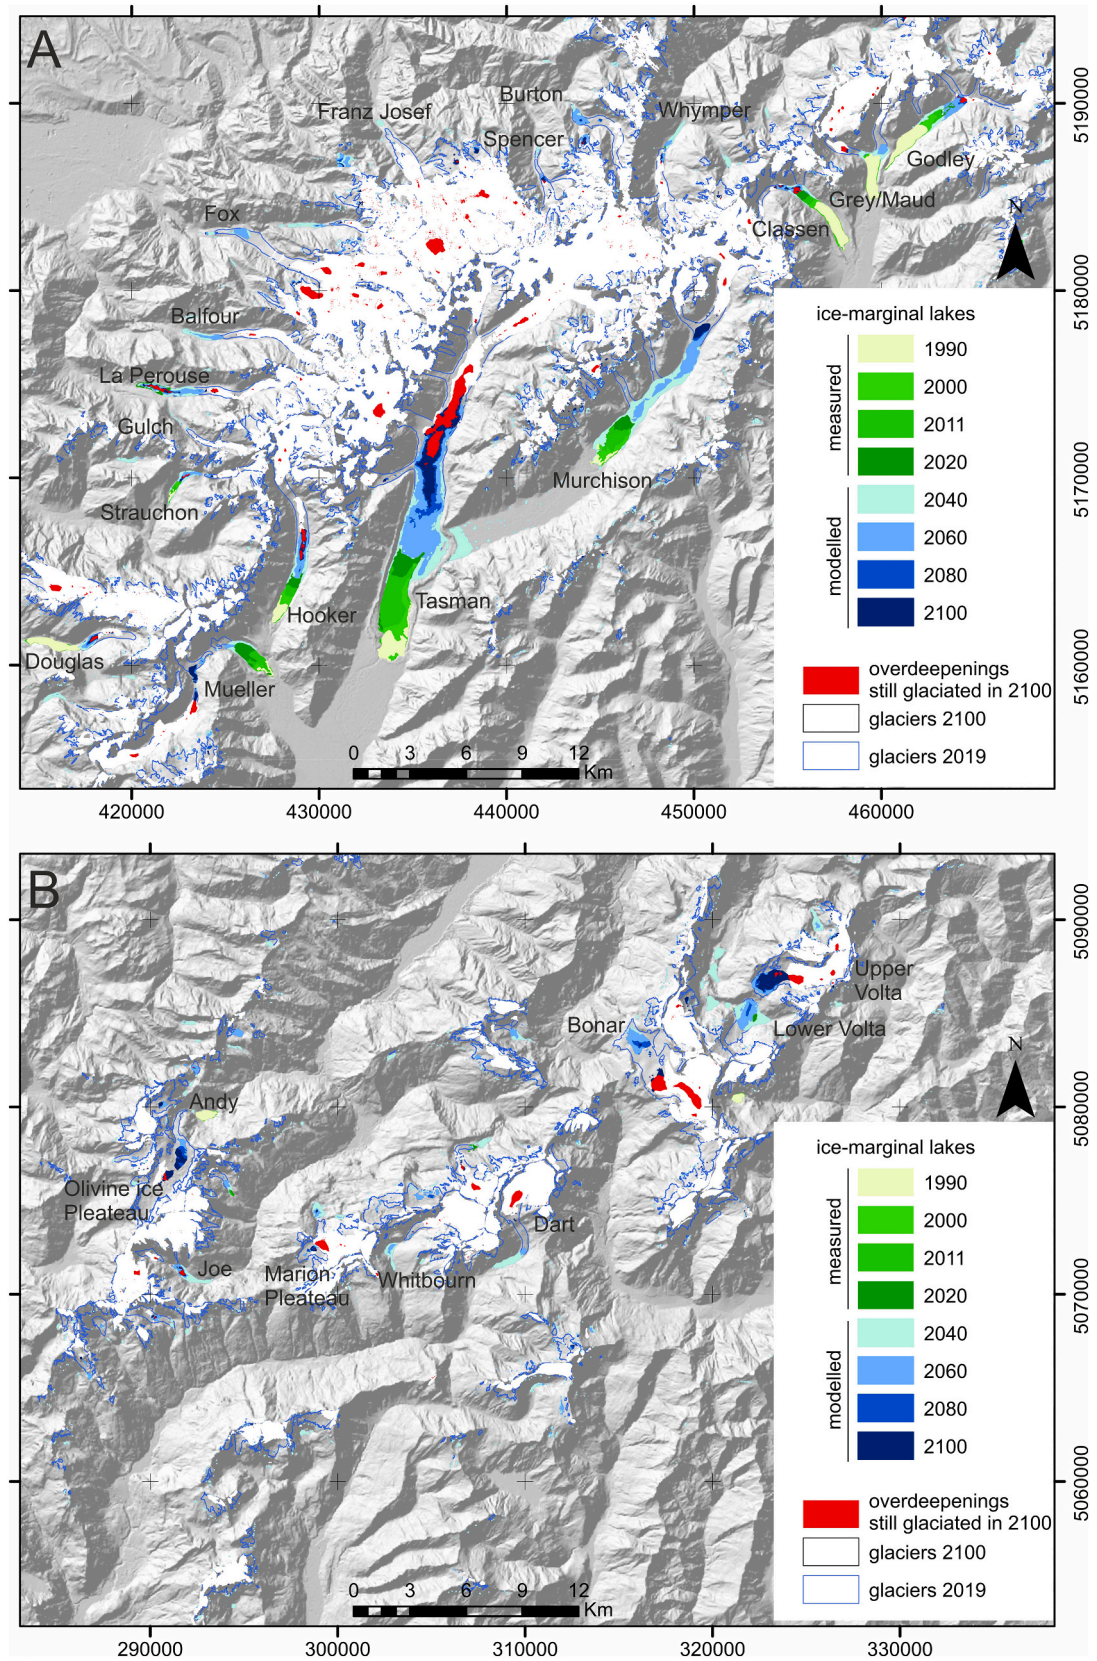 A
Burton
Franz Josef
Whymper
Spencer
Godley
Grey/Maud
Fox
Classen
N
Balfour
La Perouse
Gulch
Murchison
Strauchon
Hooker
Tasman
Douglas
Mueller
ice-marginal lakes
measured
1990
2000
2011
2020
modelled
2040
2060
2080
2100
overdeepenings
still glaciated in 2100
glaciers 2100
glaciers 2019
0 3 6 9 12
Km
5190000
5180000
5170000
5160000
420000 430000 440000 450000 460000
B
Upper
Volta
Bonar
Lower Volta
N
Andy
Olivine ice
Pleateau
Dart
Joe
Marion
Pleateau
Whitbourn
ice-marginal lakes
measured
1990
2000
2011
2020
modelled
2040
2060
2080
2100
overdeepenings
still glaciated in 2100
glaciers 2100
glaciers 2019
0 3 6 9 12
Km
5090000
5080000
5070000
5060000
290000 300000 310000 320000 330000